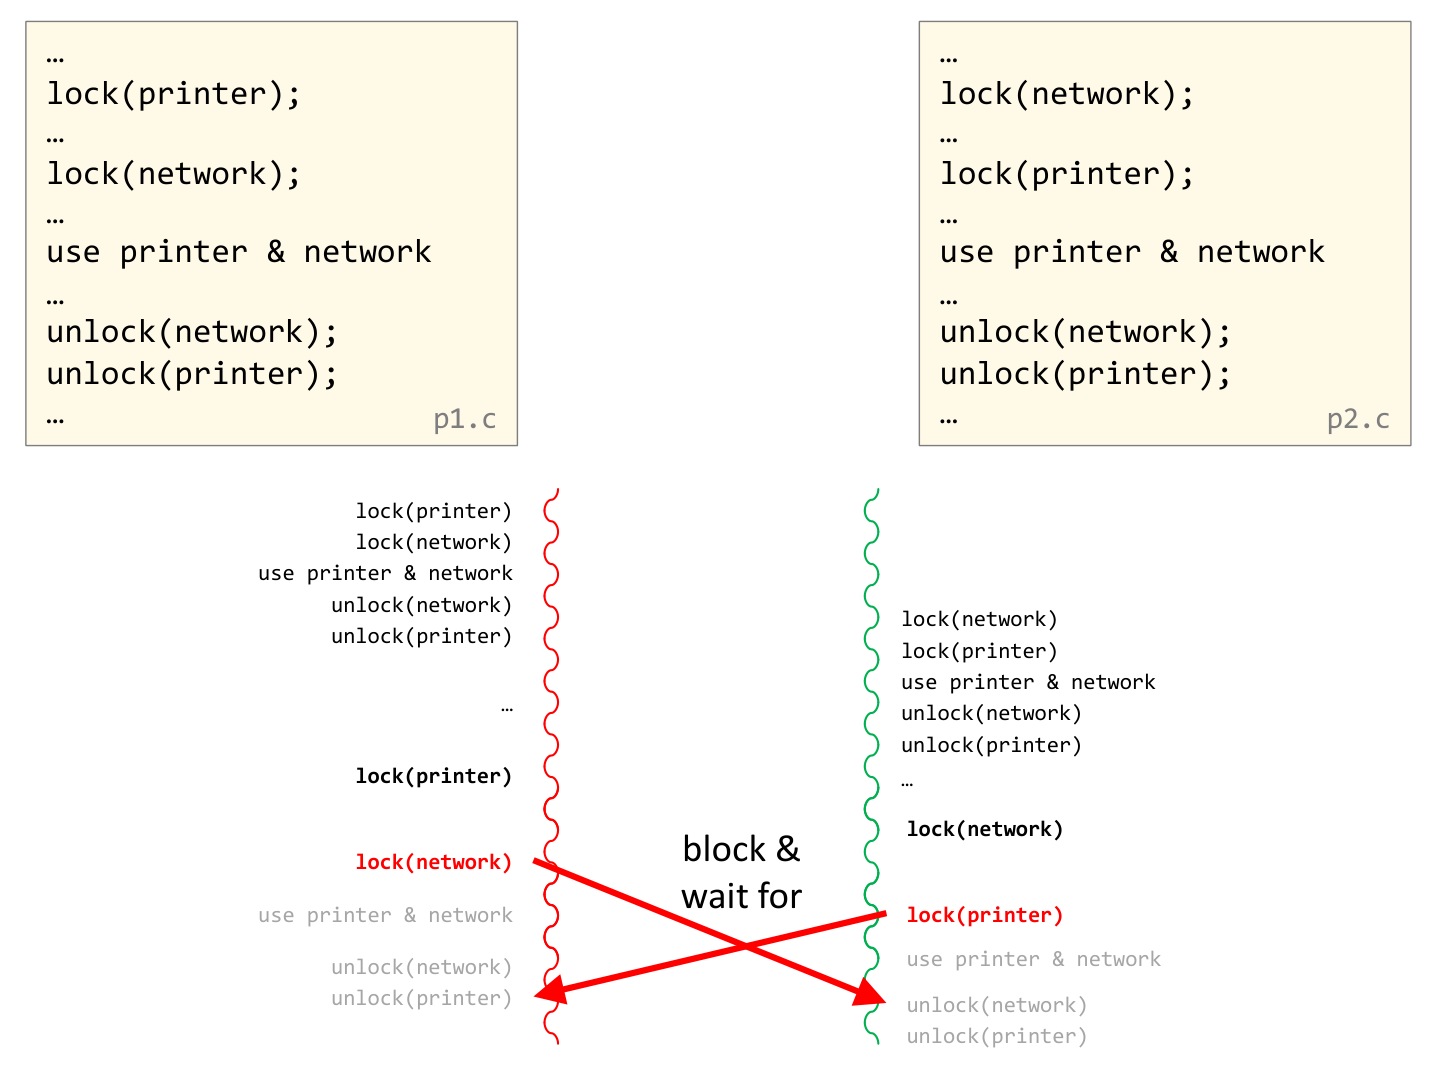 …
lock(printer);
…
lock(network);
…
use printer & network
…
unlock(network);
unlock(printer);
…
p1.c
…
lock(network);
…
lock(printer);
…
use printer & network
…
unlock(network);
unlock(printer);
…
p2.c
lock(printer)
lock(network)
use printer & network
unlock(network)
unlock(printer)
…
lock(printer)
lock(network)
use printer & network
unlock(network)
unlock(printer)
block &
wait for
lock(network)
lock(printer)
use printer & network
unlock(network)
unlock(printer)
…
lock(network)
lock(printer)
use printer & network
unlock(network)
unlock(printer)